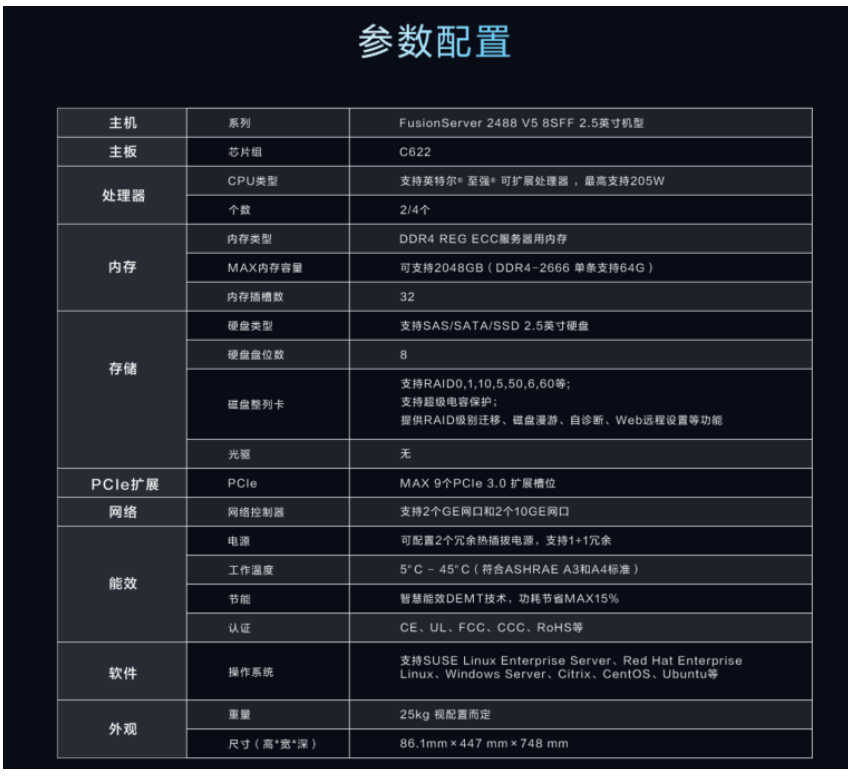 参数配置
主机 系列 FusionServer 2488 V5 8SFF 2.5英寸机型
主板 芯片组 C622
处理器 CPU类型 支持英特尔® 至强® 可扩展处理器 ，最高支持205W
个数 2/4个
内存 内存类型 DDR4 REG ECC服务器用内存
MAX内存容量 可支持2048GB（DDR4-2666 单条支持64G）
内存插槽数 32
存储 硬盘类型 支持SAS/SATA/SSD 2.5英寸硬盘
硬盘盘位数 8
磁盘整列卡 支持RAID0,1,10,5,50,6,60等;
支持超级电容保护;
提供RAID级别迁移、磁盘漫游、自诊断、Web远程设置等功能
光驱 无
PCIe扩展 PCIe MAX 9个PCIe 3.0 扩展槽位
网络 网络控制器 支持2个GE网口和2个10GE网口
能效 电源 可配置2个冗余热插拔电源，支持1+1冗余
工作温度 5°C – 45°C（符合ASHRAE A3和A4标准）
节能 智慧能效DEMT技术，功耗节省MAX15%
认证 CE、UL、FCC、CCC、RoHS等
软件 操作系统 支持SUSE Linux Enterprise Server、Red Hat Enterprise
Linux、Windows Server、Citrix、CentOS、Ubuntu等
外观 重量 25kg 视配置而定
尺寸（高*宽*深） 86.1mm×447 mm×748 mm